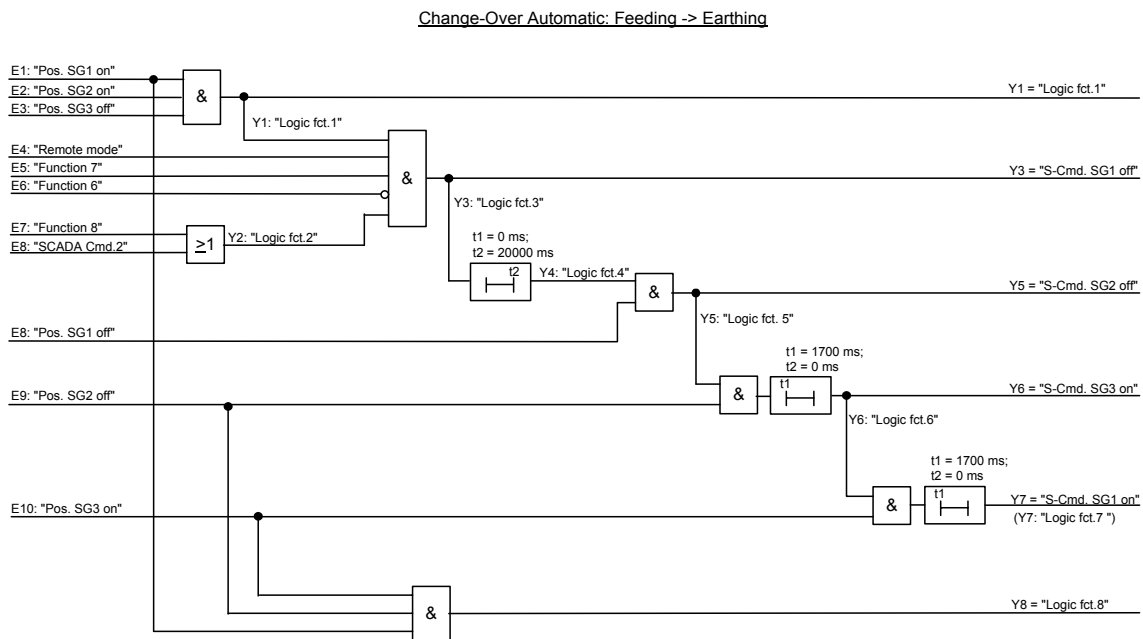 Change-Over Automatic: Feeding -> Earthing
E1: "Pos. SG1 on"
E2: "Pos. SG2 on"
E3: "Pos. SG3 off"
&
Y1 = "Logic fct.1"
Y1: "Logic fct.1"
E4: "Remote mode"
E5: "Function 7"
E6: "Function 6"
&
Y3 = "S-Cmd. SG1 off"
Y3: "Logic fct.3"
E7: "Function 8"
E8: "SCADA Cmd.2"
≥1
Y2: "Logic fct.2"
t1 = 0 ms;
t2 = 20000 ms
t2
Y4: "Logic fct.4"
&
Y5 = "S-Cmd. SG2 off"
Y5: "Logic fct. 5"
E8: "Pos. SG1 off"
t1 = 1700 ms;
t2 = 0 ms
t1
E9: "Pos. SG2 off"
&
Y6 = "S-Cmd. SG3 on"
Y6: "Logic fct.6"
t1 = 1700 ms;
t2 = 0 ms
t1
E10: "Pos. SG3 on"
&
Y7 = "S-Cmd. SG1 on"
(Y7: "Logic fct.7 ")
&
Y8 = "Logic fct.8"